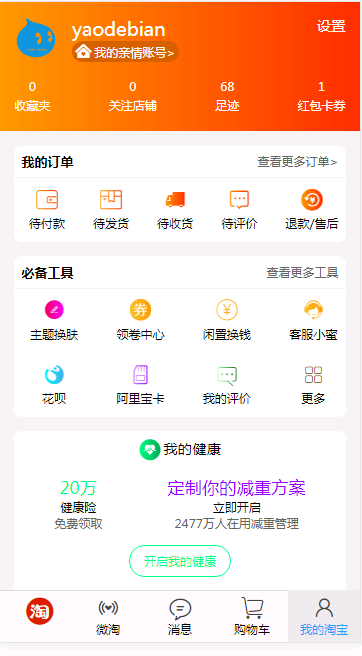 yaodebian
设置
我的亲情账号>
0 0 68 1
收藏夹 关注店铺 足迹 红包卡券
我的订单 查看更多订单>
待付款 待发货 待收货 待评价 退款/售后
必备工具 查看更多工具
券
主题换肤 领卷中心 闲置换钱 客服小蜜
花呗 阿里宝卡 我的评价 更多
我的健康
20万 定制你的减重方案
健康险 立即开启
免费领取 2477万人在用减重管理
开启我的健康
淘
微淘 消息 购物车 我的淘宝